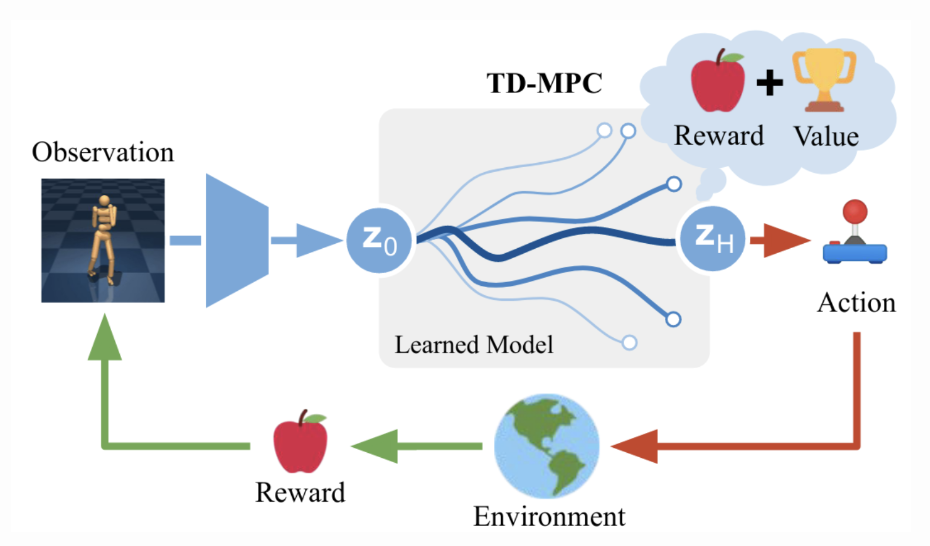 TD-MPC
Reward
Value
Observation
z0
zH
Action
Learned Model
Reward
Environment